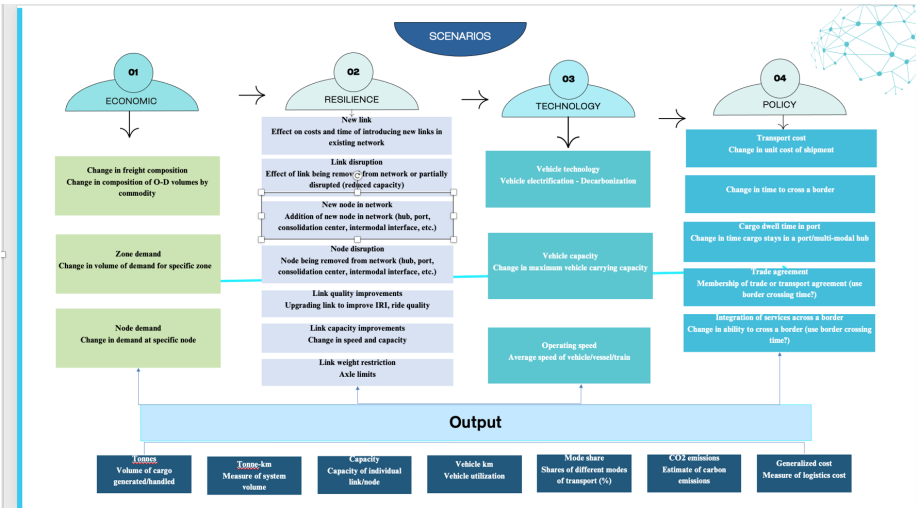 SCENARIOS
01
ECONOMIC
02
RESILIENCE
03
TECHNOLOGY
04
POLICY
Change in freight composition
Change in composition of O-D volumes by
commodity
Zone demand
Change in volume of demand for specific zone
Node demand
Change in demand at specific node
New link
Effect on costs and time of introducing new links in
existing network
Link disruption
Effect of link being removed from network or partially
disrupted (reduced capacity)
New node in network
Addition of new node in network (hub, port,
consolidation center, intermodal interface, etc.)
Node disruption
Node being removed from network (hub, port,
consolidation center, intermodal interface, etc.)
Link quality improvements
Upgrading link to improve IRI, ride quality
Link capacity improvements
Change in speed and capacity
Link weight restriction
Axle limits
Vehicle technology
Vehicle electrification - Decarbonization
Vehicle capacity
Change in maximum vehicle carrying capacity
Operating speed
Average speed of vehicle/vessel/train
Transport cost
Change in unit cost of shipment
Change in time to cross a border
Cargo dwell time in port
Change in time cargo stays in a port/multi-modal hub
Trade agreement
Membership of trade or transport agreement (use
border crossing time?)
Integration of services across a border
Change in ability to cross a border (use border crossing
time?)
Output
Tonnes
Volume of cargo
generated/handled
Tonne-km
Measure of system
volume
Capacity
Capacity of individual
link/node
Vehicle km
Vehicle utilization
Mode share
Shares of different modes
of transport (%)
CO2 emissions
Estimate of carbon
emissions
Generalized cost
Measure of logistics cost